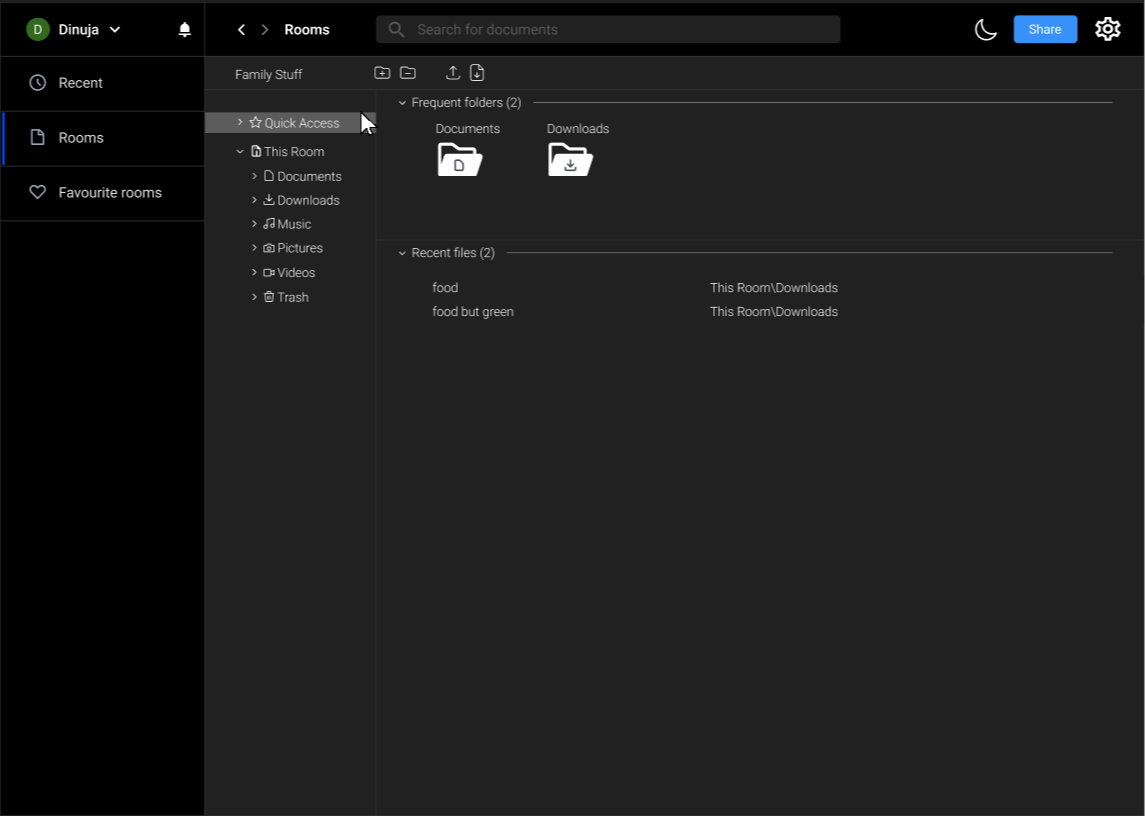 D Dinuja
Rooms
Search for documents
Share
Recent
Rooms
Favourite rooms
Family Stuff
Quick Access
This Room
Documents
Downloads
Music
Pictures
Videos
Trash
Frequent folders (2)
Documents Downloads
Recent files (2)
food This Room\Downloads
food but green This Room\Downloads